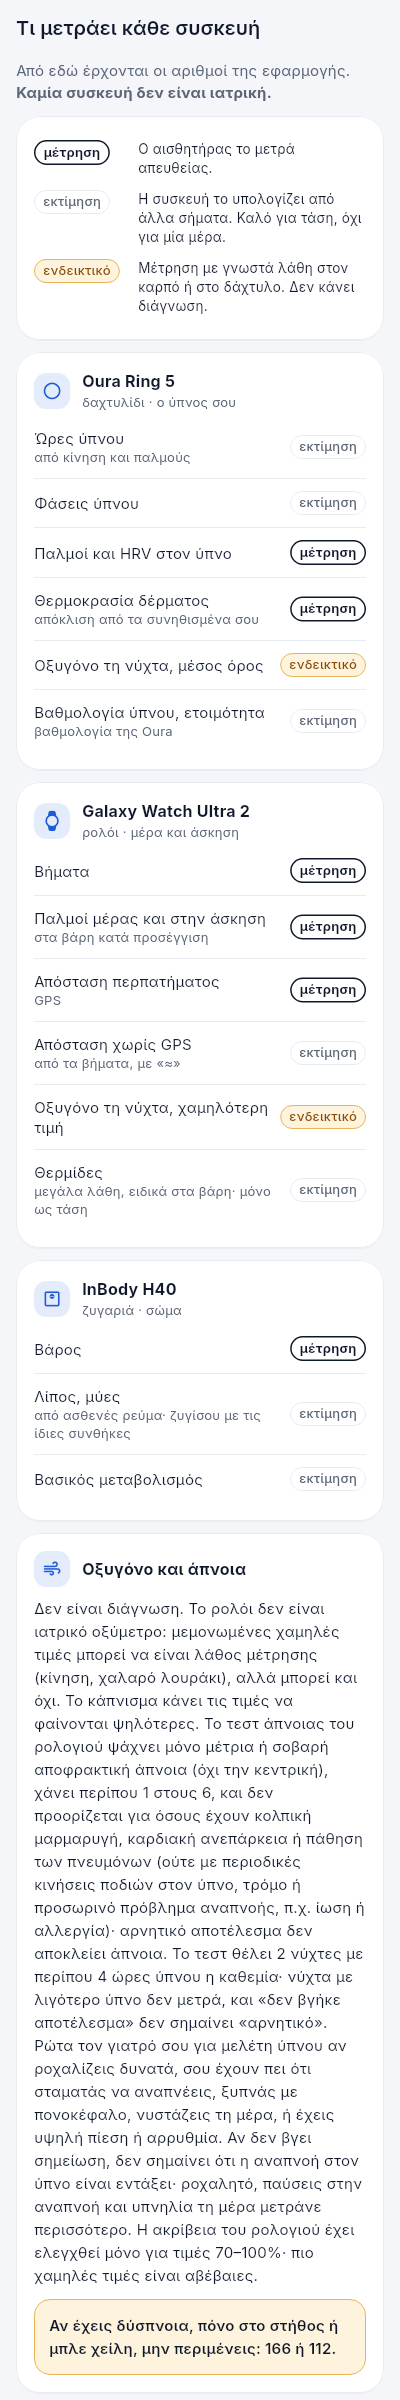 Τι μετράει κάθε συσκευή
Από εδώ έρχονται οι αριθμοί της εφαρμογής.
Καμία συσκευή δεν είναι ιατρική.
μέτρηση
Ο αισθητήρας το μετρά
απευθείας.
εκτίμηση
Η συσκευή το υπολογίζει από
άλλα σήματα. Καλό για τάση, όχι
για μία μέρα.
ενδεικτικό
Μέτρηση με γνωστά λάθη στον
καρπό ή στο δάχτυλο. Δεν κάνει
διάγνωση.
Oura Ring 5
δαχτυλίδι · ο ύπνος σου
Ώρες ύπνου
από κίνηση και παλμούς
εκτίμηση
Φάσεις ύπνου
εκτίμηση
Παλμοί και HRV στον ύπνο
μέτρηση
Θερμοκρασία δέρματος
απόκλιση από τα συνηθισμένα σου
μέτρηση
Οξυγόνο τη νύχτα, μέσος όρος
ενδεικτικό
Βαθμολογία ύπνου, ετοιμότητα
βαθμολογία της Oura
εκτίμηση
Galaxy Watch Ultra 2
ρολόι · μέρα και άσκηση
Βήματα
μέτρηση
Παλμοί μέρας και στην άσκηση
στα βάρη κατά προσέγγιση
μέτρηση
Απόσταση περπατήματος
GPS
μέτρηση
Απόσταση χωρίς GPS
από τα βήματα, με «≈»
εκτίμηση
Οξυγόνο τη νύχτα, χαμηλότερη
τιμή
ενδεικτικό
Θερμίδες
μεγάλα λάθη, ειδικά στα βάρη· μόνο
ως τάση
εκτίμηση
InBody H40
ζυγαριά · σώμα
Βάρος
μέτρηση
Λίπος, μύες
από ασθενές ρεύμα· ζυγίσου με τις
ίδιες συνθήκες
εκτίμηση
Βασικός μεταβολισμός
εκτίμηση
Οξυγόνο και άπνοια
Δεν είναι διάγνωση. Το ρολόι δεν είναι
ιατρικό οξύμετρο: μεμονωμένες χαμηλές
τιμές μπορεί να είναι λάθος μέτρησης
(κίνηση, χαλαρό λουράκι), αλλά μπορεί και
όχι. Το κάπνισμα κάνει τις τιμές να
φαίνονται ψηλότερες. Το τεστ άπνοιας του
ρολογιού ψάχνει μόνο μέτρια ή σοβαρή
αποφρακτική άπνοια (όχι την κεντρική),
χάνει περίπου 1 στους 6, και δεν
προορίζεται για όσους έχουν κολπική
μαρμαρυγή, καρδιακή ανεπάρκεια ή πάθηση
των πνευμόνων (ούτε με περιοδικές
κινήσεις ποδιών στον ύπνο, τρόμο ή
προσωρινό πρόβλημα αναπνοής, π.χ. ίωση ή
αλλεργία)· αρνητικό αποτέλεσμα δεν
αποκλείει άπνοια. Το τεστ θέλει 2 νύχτες με
περίπου 4 ώρες ύπνου η καθεμία· νύχτα με
λιγότερο ύπνο δεν μετρά, και «δεν βγήκε
αποτέλεσμα» δεν σημαίνει «αρνητικό».
Ρώτα τον γιατρό σου για μελέτη ύπνου αν
ροχαλίζεις δυνατά, σου έχουν πει ότι
σταματάς να αναπνέεις, ξυπνάς με
πονοκέφαλο, νυστάζεις τη μέρα, ή έχεις
υψηλή πίεση ή αρρυθμία. Αν δεν βγει
σημείωση, δεν σημαίνει ότι η αναπνοή στον
ύπνο είναι εντάξει· ροχαλητό, παύσεις στην
αναπνοή και υπνηλία τη μέρα μετράνε
περισσότερο. Η ακρίβεια του ρολογιού έχει
ελεγχθεί μόνο για τιμές 70–100%· πιο
χαμηλές τιμές είναι αβέβαιες.
Αν έχεις δύσπνοια, πόνο στο στήθος ή
μπλε χείλη, μην περιμένεις: 166 ή 112.